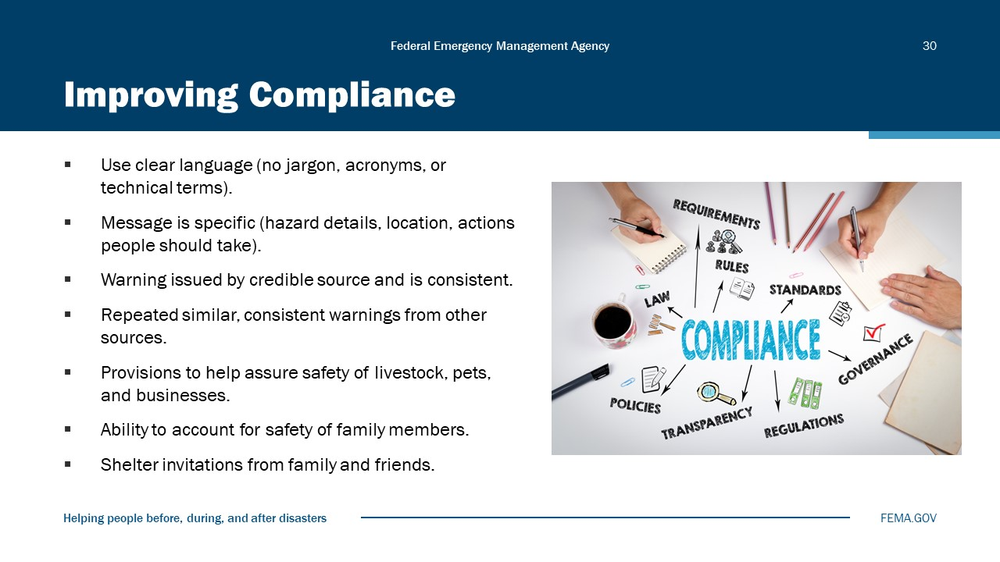 Federal Emergency Management Agency
30
Improving Compliance
▪ Use clear language (no jargon, acronyms, or
technical terms).
▪ Message is specific (hazard details, location, actions
people should take).
▪ Warning issued by credible source and is consistent.
▪ Repeated similar, consistent warnings from other
sources.
▪ Provisions to help assure safety of livestock, pets,
and businesses.
▪ Ability to account for safety of family members.
▪ Shelter invitations from family and friends.
REQUIREMENTS
RULES
LAW
STANDARDS
COMPLIANCE
GOVERNANCE
POLICIES
TRANSPARENCY
REGULATIONS
Helping people before, during, and after disasters
FEMA.GOV